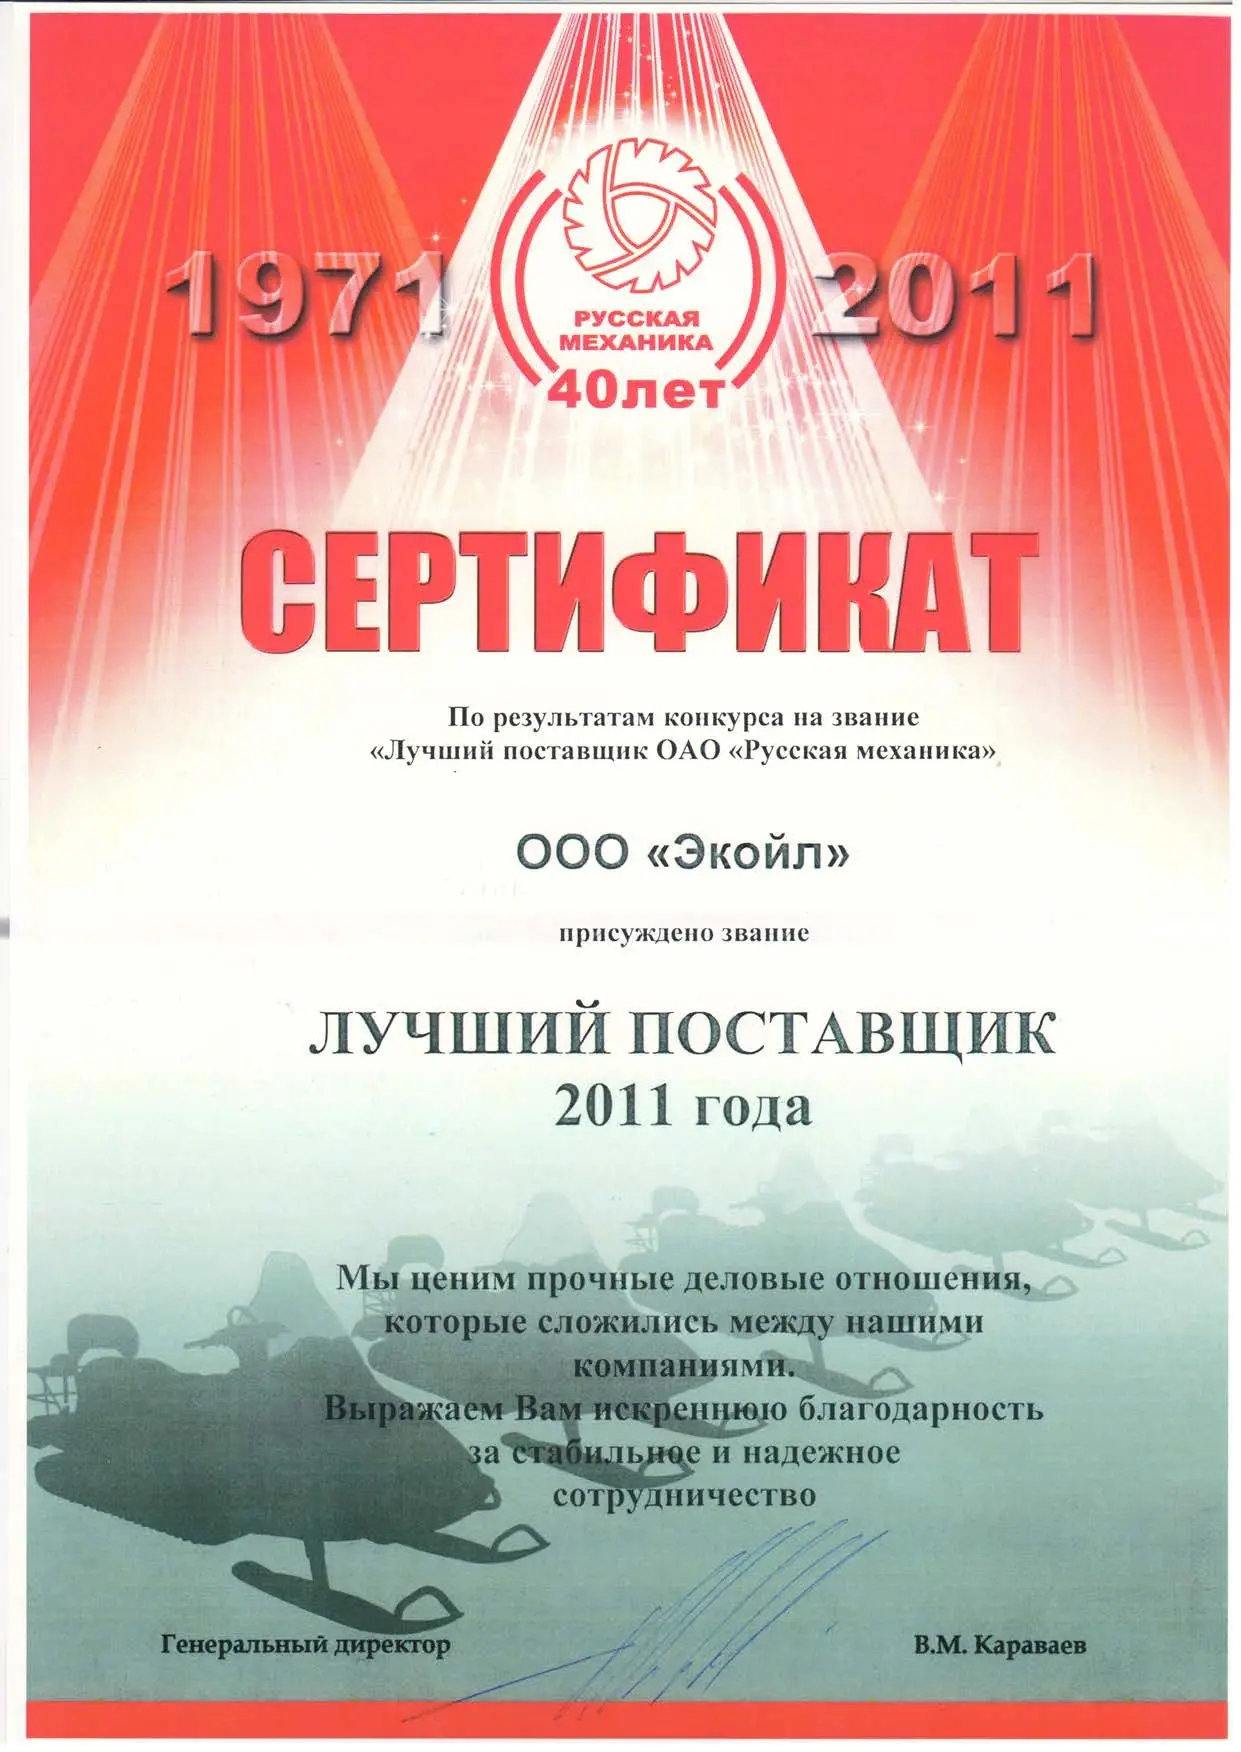 1971
2011
РУССКАЯ
МЕХАНИКА
40лет
СЕРТИФИКАТ
По результатам конкурса на звание
«Лучший поставщик ОАО «Русская механика»
ООО «Экойл»
присуждено звание
ЛУЧШИЙ ПОСТАВЩИК
2011 года
Мы ценим прочные деловые отношения,
которые сложились между нашими
компаниями.
Выражаем Вам искреннюю благодарность
за стабильное и надежное
сотрудничество
Генеральный директор
В.М. Караваев